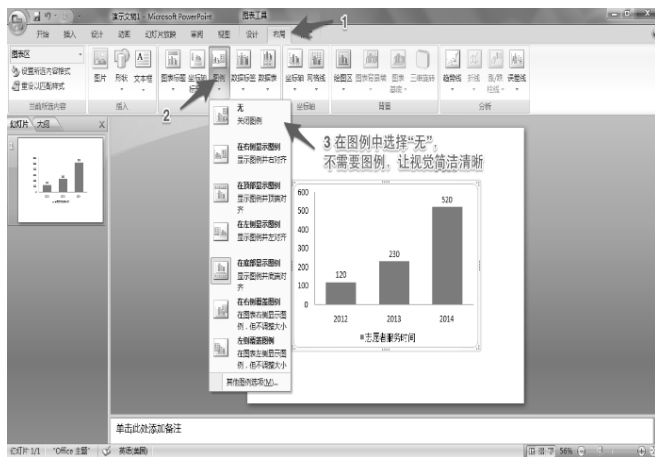 演示文稿1 - Microsoft PowerPoint
图表工具
1
开始 插入 设计 动画 幻灯片放映 审阅 视图 设计 布局
图表区
设置所选内容格式
重设以匹配样式
当前所选内容
图片 形状 文本框
插入
图表标题 坐标轴标题 图例 数据标签 数据表
坐标轴 网格线
坐标轴
绘图区 图表背景墙 图表基底 三维旋转
背景
趋势线 折线 涨/跌柱线 误差线
分析
2
幻灯片 大纲 X
1
无
关闭图例
在右侧显示图例
显示图例并右对齐
在顶部显示图例
显示图例并顶端对
齐
在左侧显示图例
显示图例并左对齐
在底部显示图例
显示图例并底端对
齐
在右侧覆盖图例
在图表右侧显示图
例,但不调整大小
在左侧覆盖图例
在图表左侧显示图
例,但不调整大小
其他图例选项(M)...
3 在图例中选择“无”,
不需要图例,让视觉简洁清晰
600
500
400
300
200
100
0
120
230
520
2012 2013 2014
■志愿者服务时间
单击此处添加备注
幻灯片 1/1 "Office 主题" 英语(美国) 56%